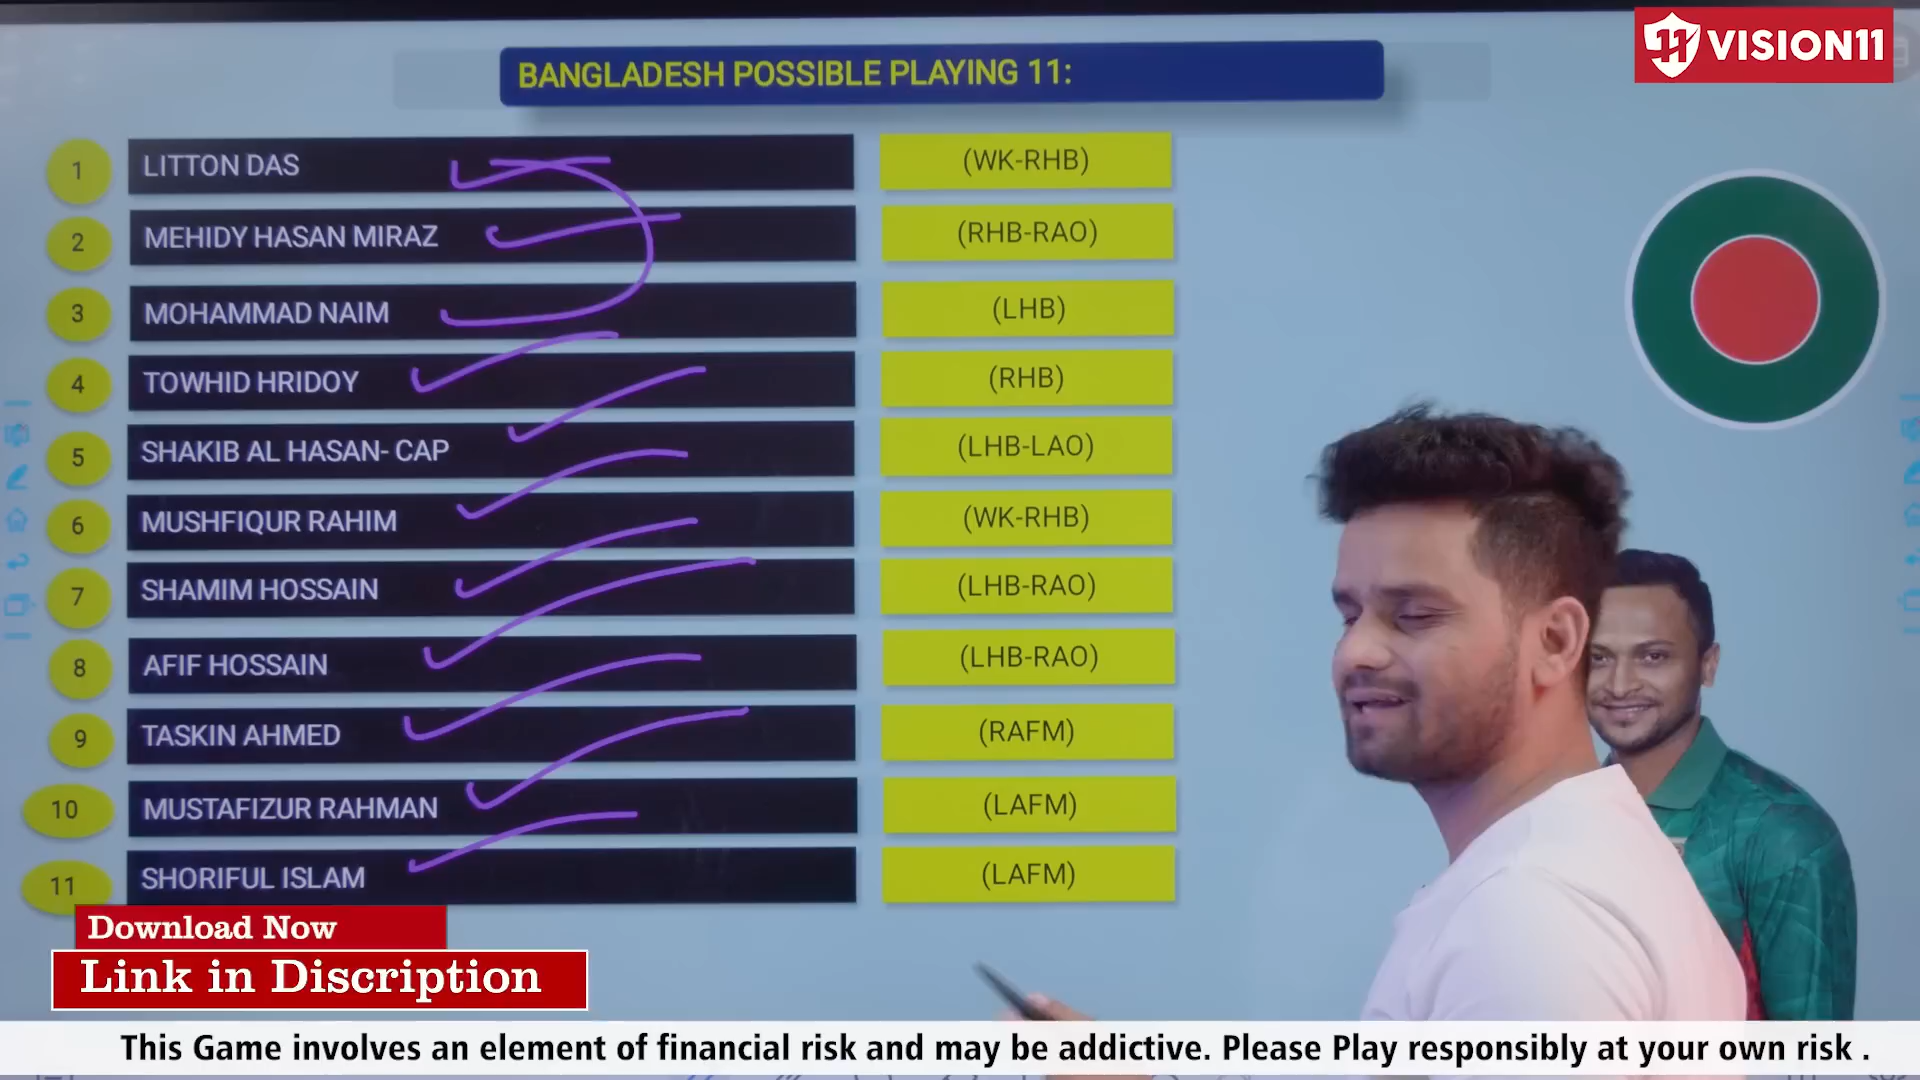 VISION11
BANGLADESH POSSIBLE PLAYING 11:
1 LITTON DAS (WK-RHB)
2 MEHIDY HASAN MIRAZ (RHB-RAO)
3 MOHAMMAD NAIM (LHB)
4 TOWHID HRIDOY (RHB)
5 SHAKIB AL HASAN- CAP (LHB-LAO)
6 MUSHFIQUR RAHIM (WK-RHB)
7 SHAMIM HOSSAIN (LHB-RAO)
8 AFIF HOSSAIN (LHB-RAO)
9 TASKIN AHMED (RAFM)
10 MUSTAFIZUR RAHMAN (LAFM)
11 SHORIFUL ISLAM (LAFM)
Download Now
Link in Discription
This Game involves an element of financial risk and may be addictive. Please Play responsibly at your own risk .